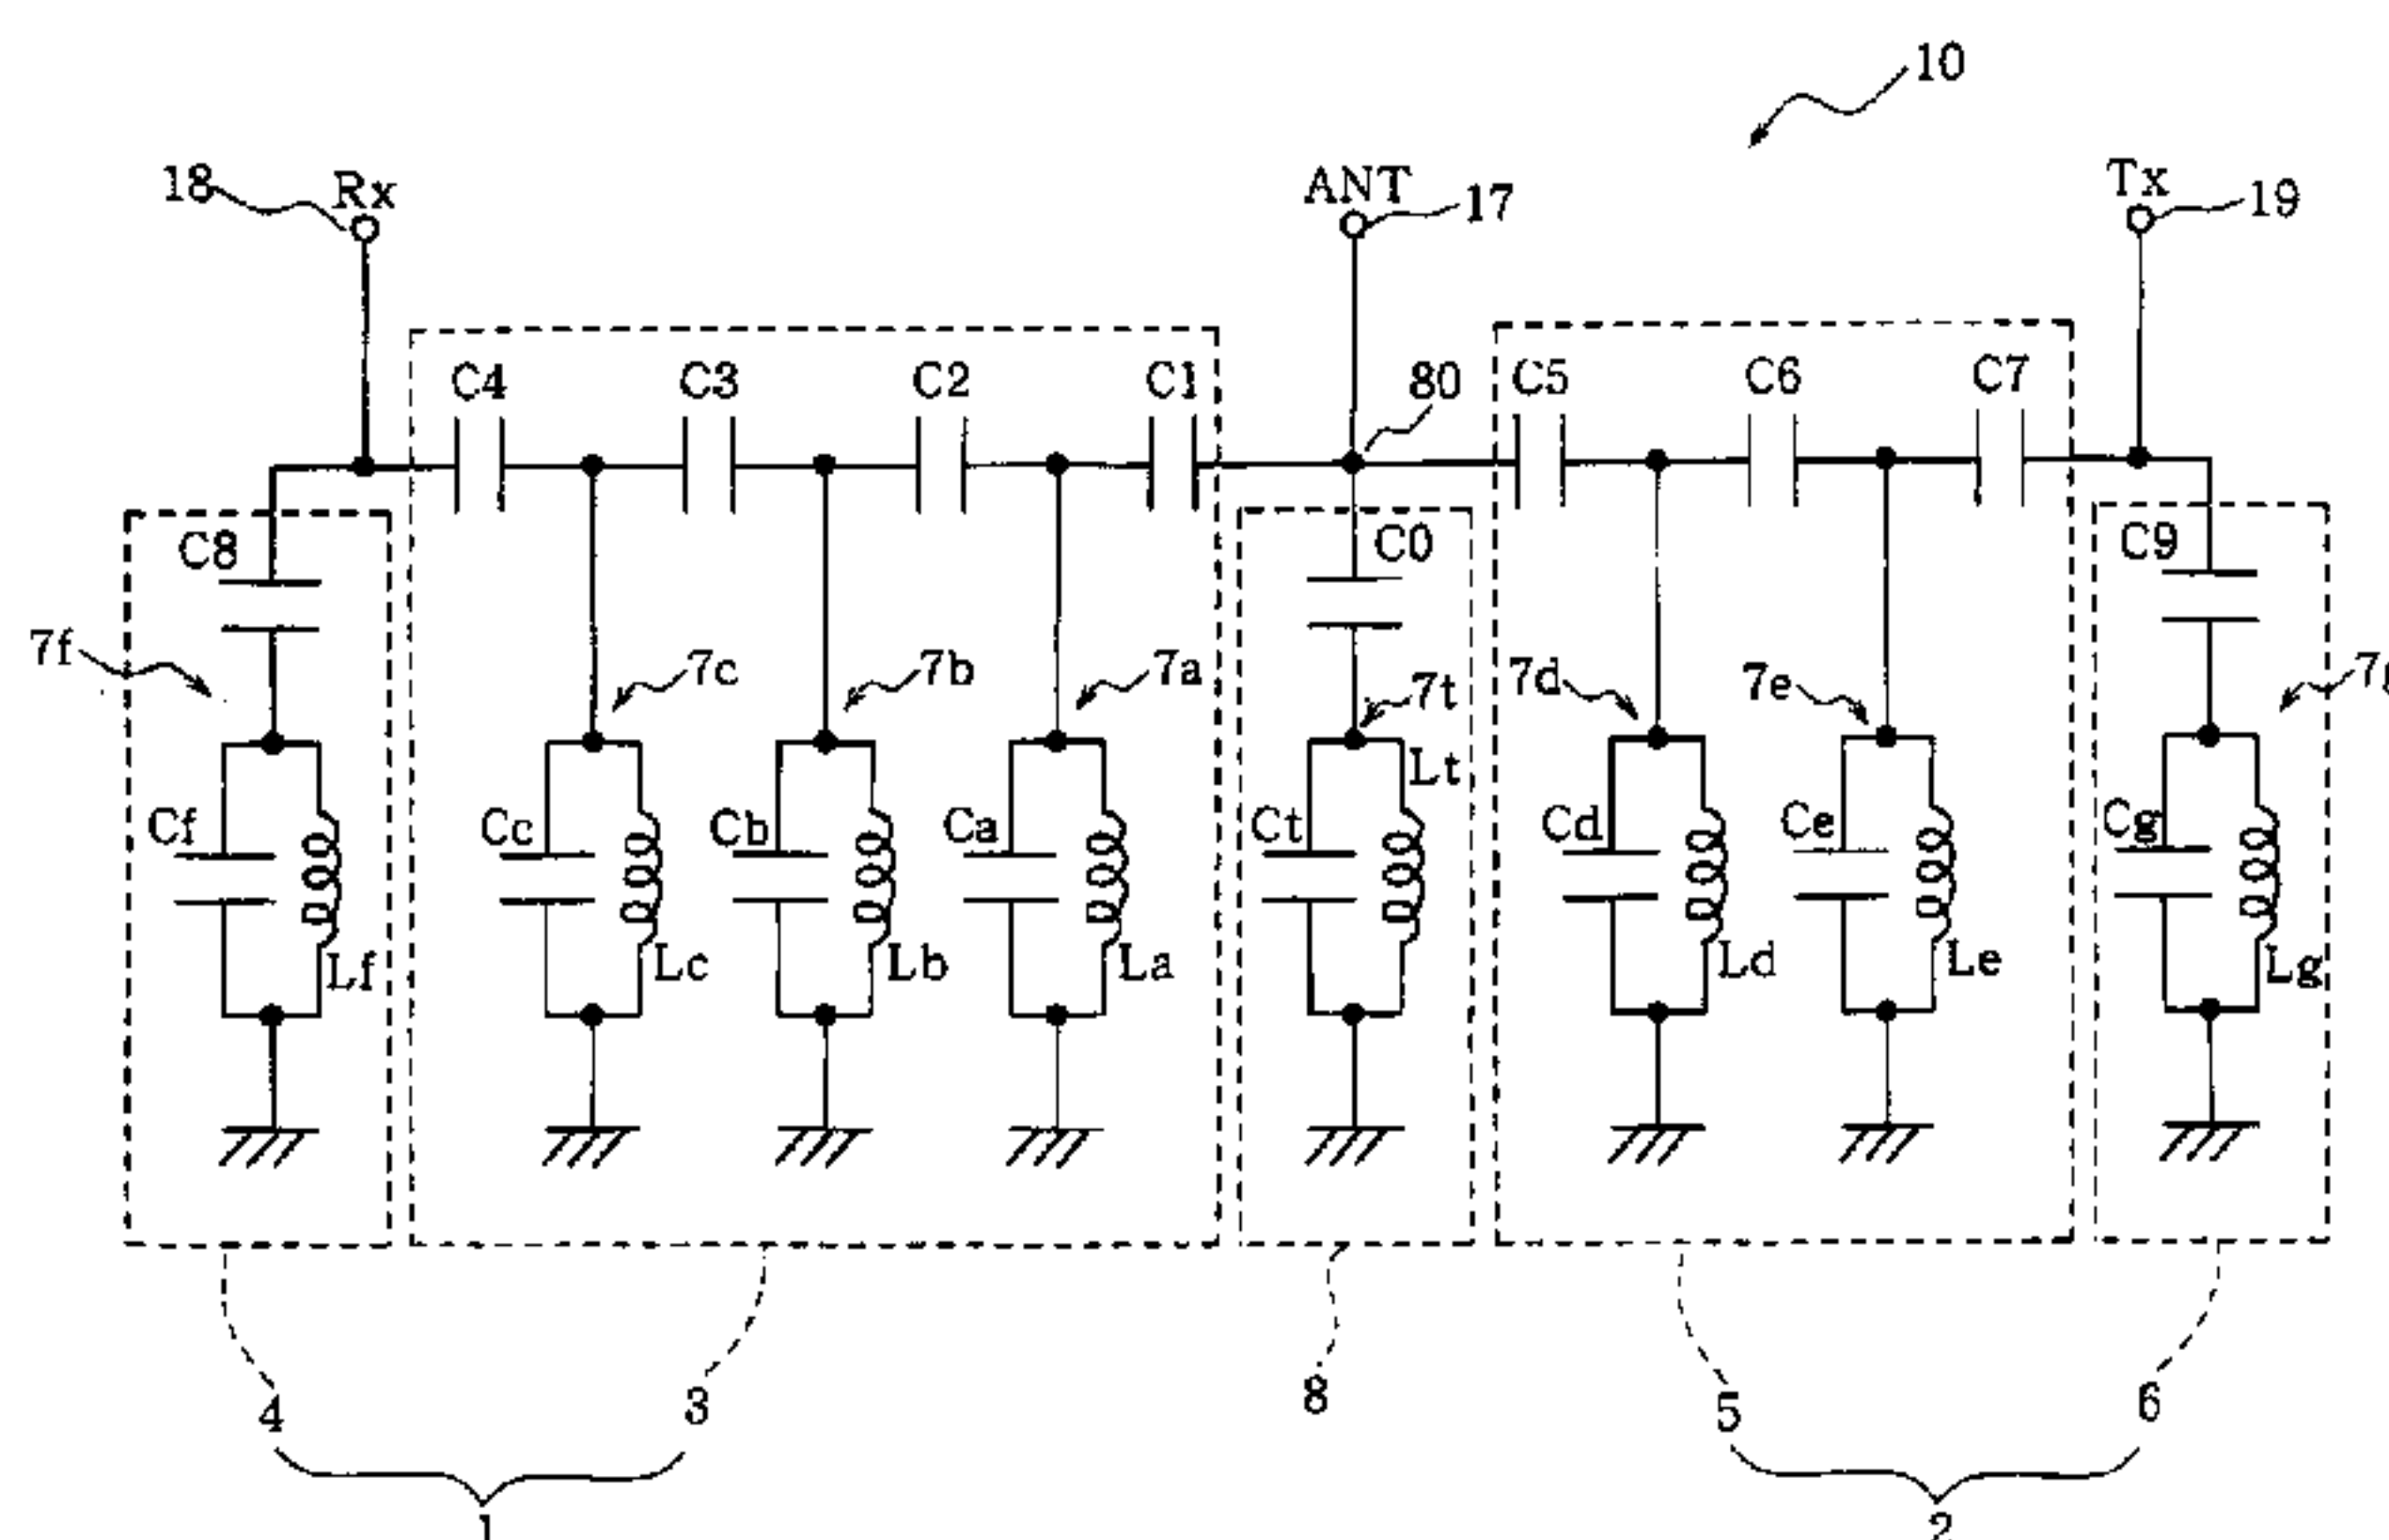 10
18 Rx ANT 17 Tx 19
C4 C3 C2 C1 80 C5 C6 C7
C8 C0 C9
7f 7c 7b 7a 7t 7d 7e
Lt
Cf Cc Cb Ca Ct Cd Ce Cg
Lf Lc Lb La Ld Le Lg
4 3 8 5 6
1 2